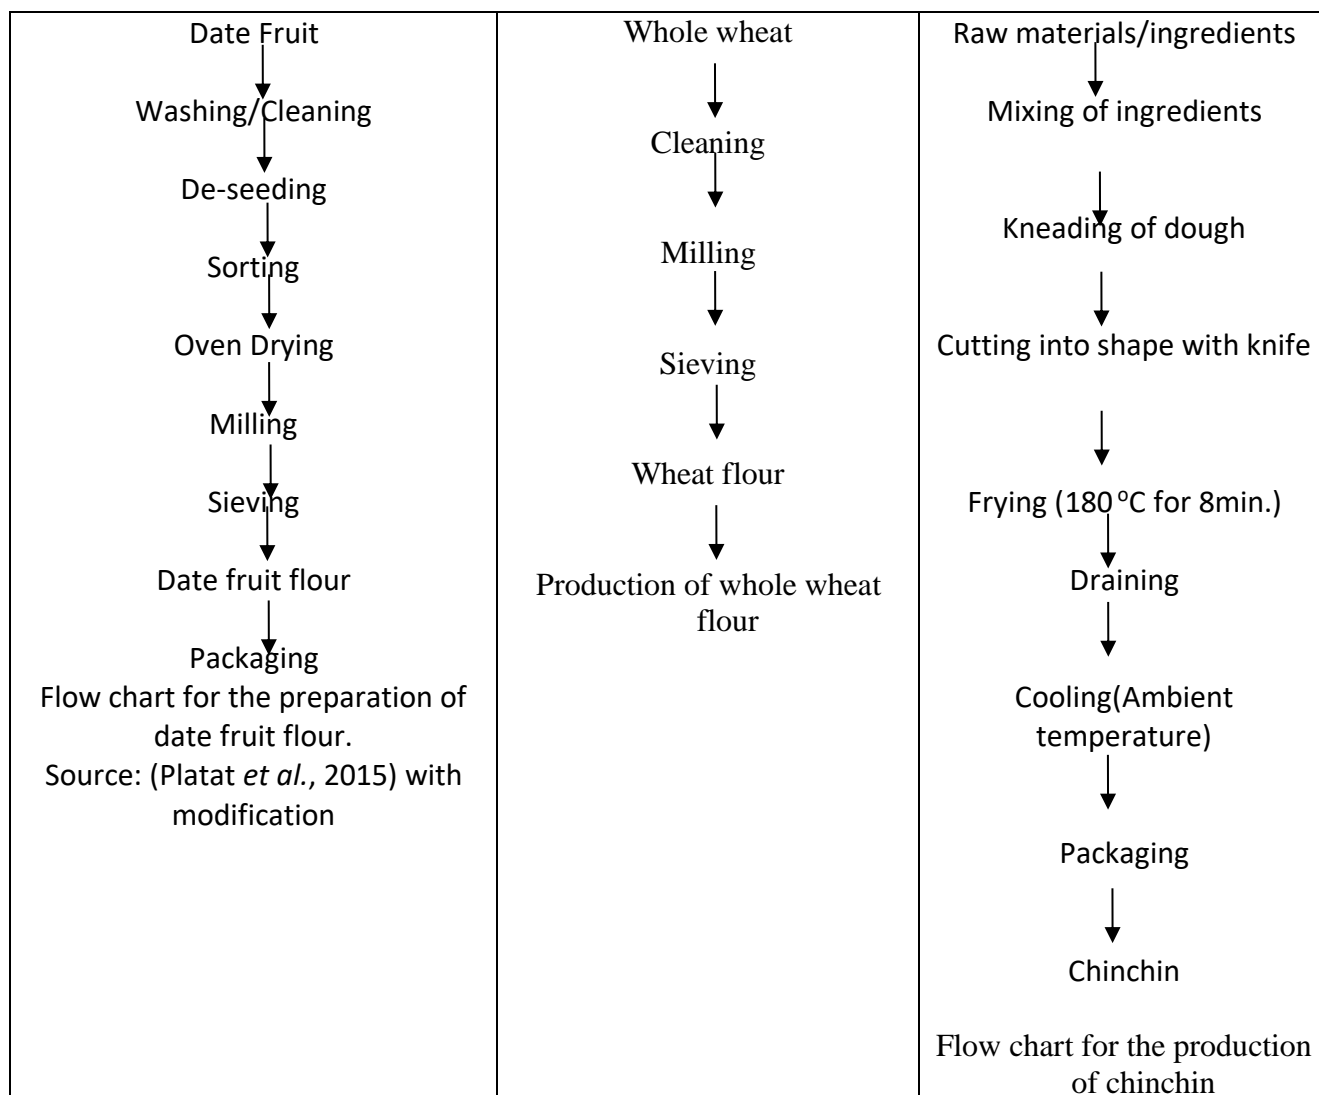 Date Fruit
Washing/Cleaning
De-seeding
Sorting
Oven Drying
Milling
Sieving
Date fruit flour
Packaging
Flow chart for the preparation of
date fruit flour.
Source: (Platat et al., 2015) with
modification
Whole wheat
Cleaning
Milling
Sieving
Wheat flour
Production of whole wheat
flour
Raw materials/ingredients
Mixing of ingredients
Kneading of dough
Cutting into shape with knife
Frying (180 °C for 8min.)
Draining
Cooling(Ambient
temperature)
Packaging
Chinchin
Flow chart for the production
of chinchin